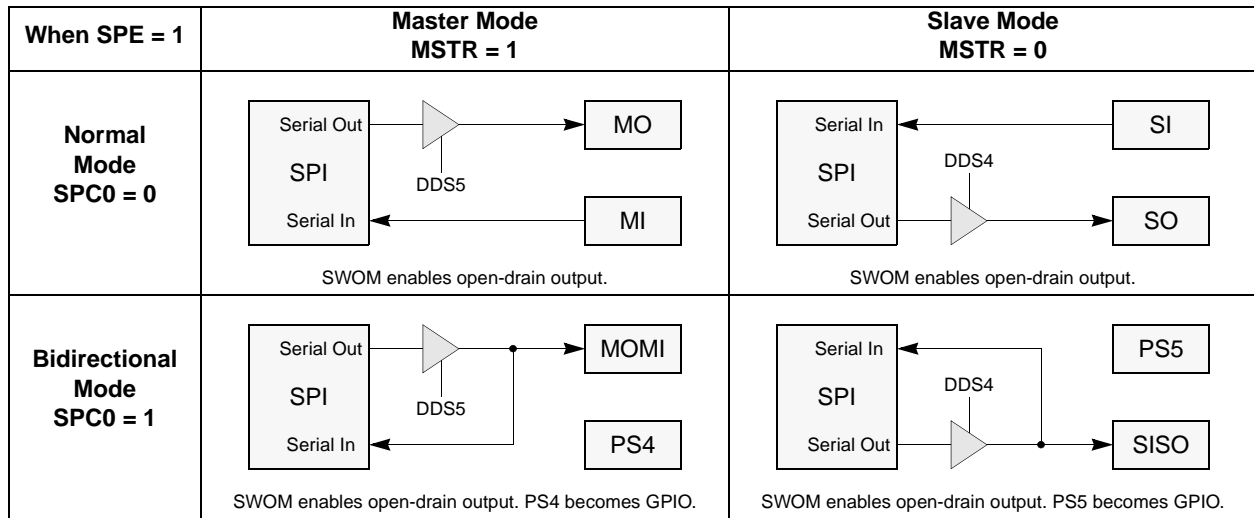 When SPE = 1
Master Mode
MSTR = 1
Slave Mode
MSTR = 0
Normal
Mode
SPC0 = 0
Serial Out
SPI
Serial In
DDS5
MO
MI
SWOM enables open-drain output.
Serial In
SPI
Serial Out
DDS4
SI
SO
SWOM enables open-drain output.
Bidirectional
Mode
SPC0 = 1
Serial Out
SPI
Serial In
DDS5
MOMI
PS4
SWOM enables open-drain output. PS4 becomes GPIO.
Serial In
SPI
Serial Out
DDS4
PS5
SISO
SWOM enables open-drain output. PS5 becomes GPIO.